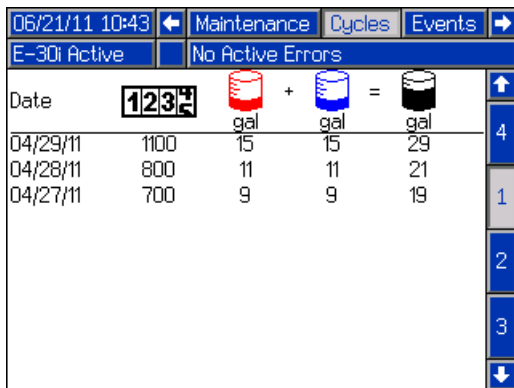 06/21/11 10:43 Maintenance Cycles Events
E-30i Active No Active Errors
Date 12345 + =
gal gal gal
04/29/11 1100 15 15 29
04/28/11 800 11 11 21
04/27/11 700 9 9 19
4
1
2
3